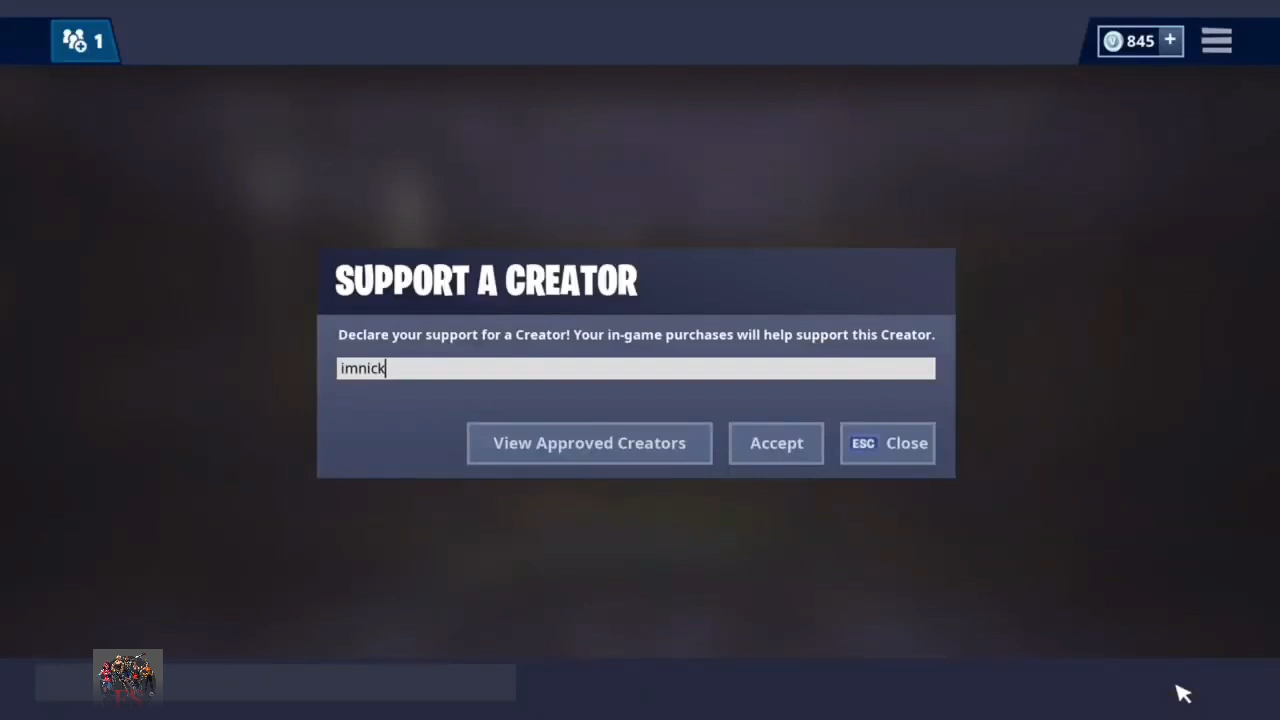 1
845 +
SUPPORT A CREATOR
Declare your support for a Creator! Your in-game purchases will help support this Creator.
imnick
View Approved Creators
Accept
ESC Close